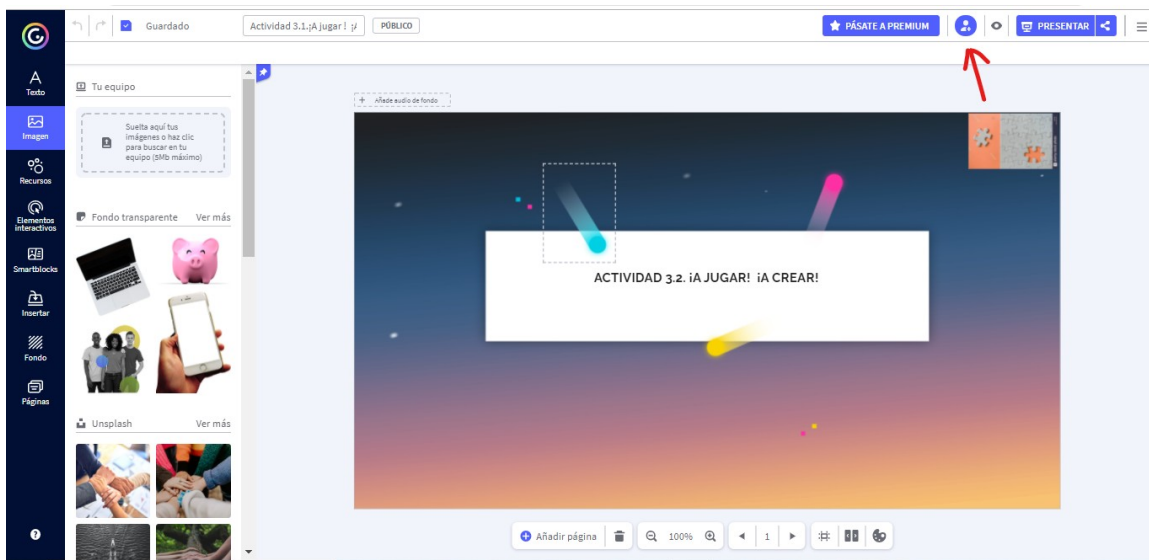 Guardado
Actividad 3.1.¡A jugar! ¡A
PÚBLICO
PÁSATE A PREMIUM
PRESENTAR
Texto
Imagen
Recursos
Elementos
interactivos
Smartblocks
Insertar
Fondo
Páginas
Tu equipo
Suelta aquí tus
imágenes o haz clic
para buscar en tu
equipo (5Mb máximo)
Fondo transparente Ver más
Unsplash Ver más
+ Añade audio de fondo
ACTIVIDAD 3.2. ¡A JUGAR! ¡A CREAR!
Añadir página
100%
1